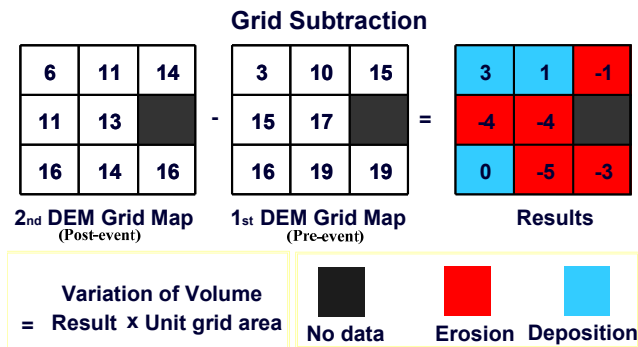 Grid Subtraction
6 11 14 3 10 15 3 1 -1
11 13 - 15 17 = -4 -4
16 14 16 16 19 19 0 -5 -3
2nd DEM Grid Map 1st DEM Grid Map Results
(Post-event) (Pre-event)
Variation of Volume
= Result x Unit grid area
No data Erosion Deposition